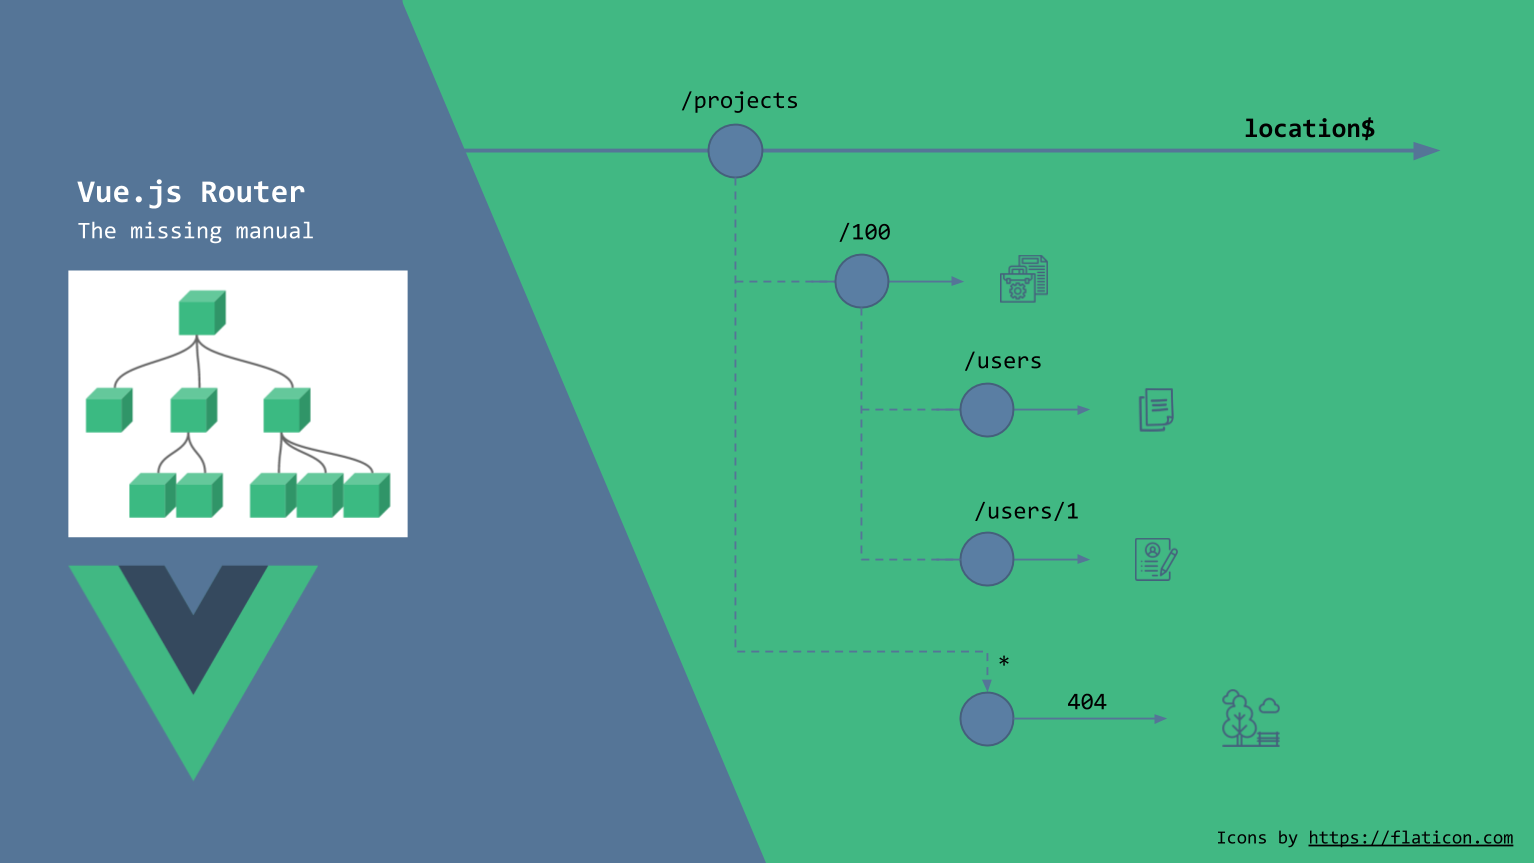 Vue.js Router
The missing manual
/projects
location$
/100
/users
/users/1
*
404
Icons by https://flaticon.com